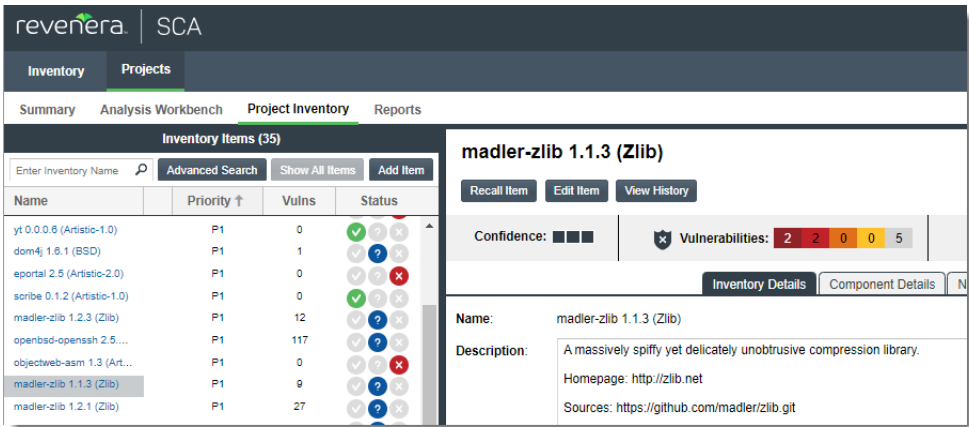 revenera. SCA
Inventory Projects
Summary Analysis Workbench Project Inventory Reports
Inventory Items (35)
Enter Inventory Name Advanced Search Show All Items Add Item
Name Priority Vulns Status
yt 0.0.0.6 (Artistic-1.0) P1 0
dom4j 1.6.1 (BSD) P1 1
eportal 2.5 (Artistic-2.0) P1 0
scribe 0.1.2 (Artistic-1.0) P1 0
madler-zlib 1.2.3 (Zlib) P1 12
openbsd-openssh 2.5.... P1 117
objectweb-asm 1.3 (Art... P1 0
madler-zlib 1.1.3 (Zlib) P1 9
madler-zlib 1.2.1 (Zlib) P1 27
madler-zlib 1.1.3 (Zlib)
Recall Item Edit Item View History
Confidence: Vulnerabilities: 2 2 0 0 5
Inventory Details Component Details N
Name: madler-zlib 1.1.3 (Zlib)
Description: A massively spiffy yet delicately unobtrusive compression library.
Homepage: http://zlib.net
Sources: https://github.com/madler/zlib.git